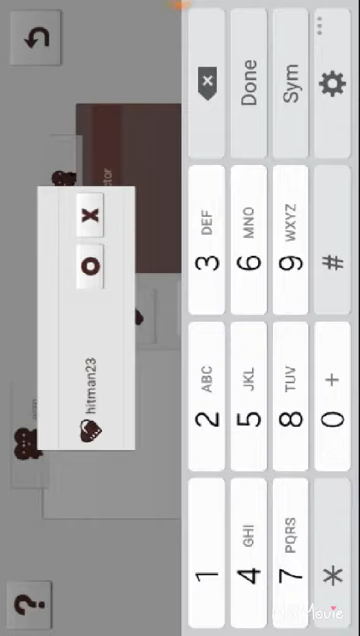 ?
hitman23
O X
ctor
1
2 ABC
3 DEF
4 GHI
5 JKL
6 MNO
Done
7 PQRS
8 TUV
9 WXYZ
Sym
*
0 +
#